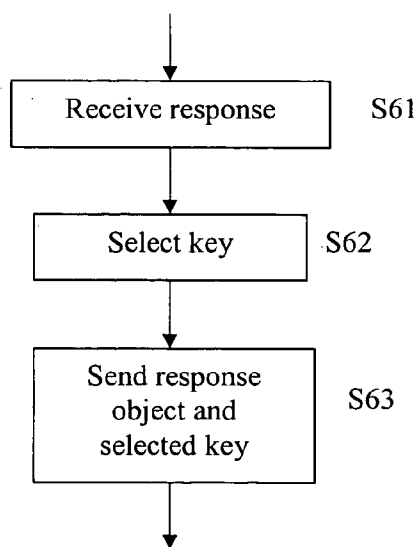 Receive response S61
Select key S62
Send response
object and S63
selected key